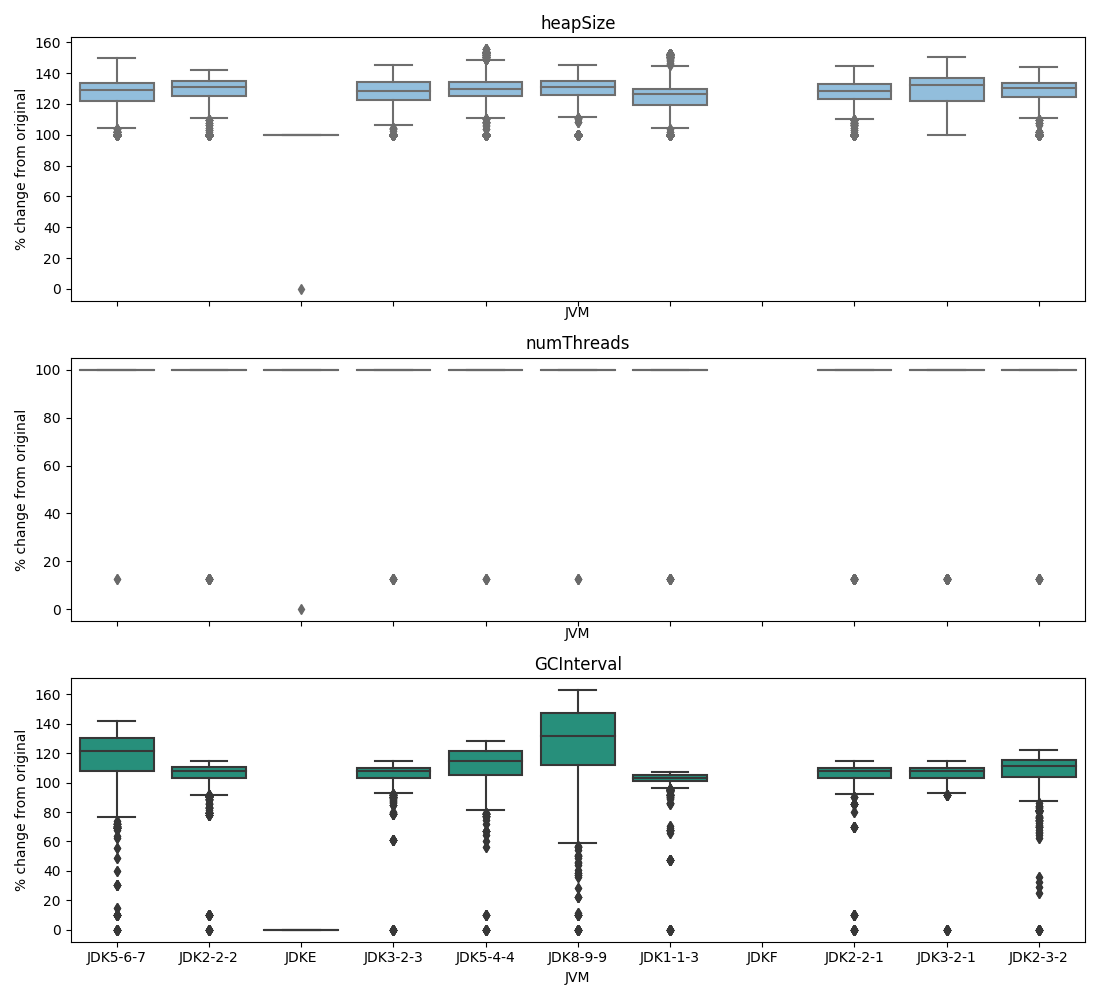 heapSize
% change from original
160
140
120
100
80
60
40
20
0
JVM
numThreads
% change from original
100
80
60
40
20
0
JVM
GCInterval
% change from original
160
140
120
100
80
60
40
20
0
JDK5-6-7 JDK2-2-2 JDKE JDK3-2-3 JDK5-4-4 JDK8-9-9 JDK1-1-3 JDKF JDK2-2-1 JDK3-2-1 JDK2-3-2
JVM